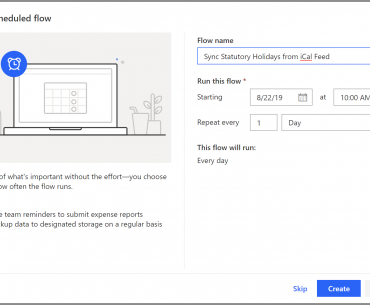 heduled flow
of what's important without the effort—you choose
ow often the flow runs.
e team reminders to submit expense reports
kup data to designated storage on a regular basis
Flow name
Sync Statutory Holidays from iCal Feed
Run this flow *
Starting 8/22/19 at 10:00 AM
Repeat every 1 Day
This flow will run:
Every day
Skip Create